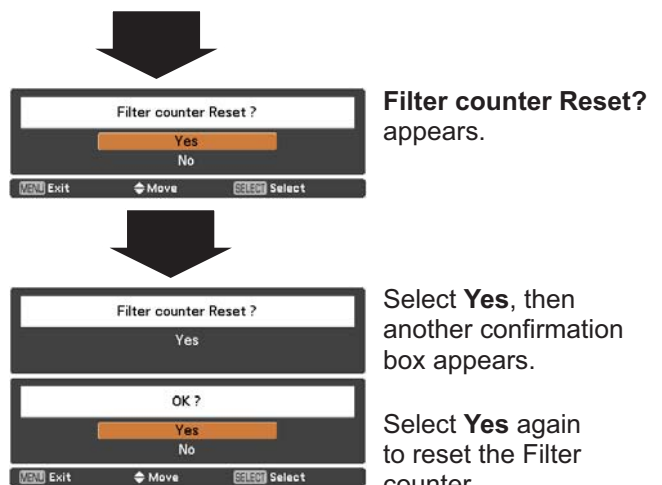 Filter counter Reset ?
Yes
No
MENU Exit Move SELECT Select
Filter counter Reset?
appears.
Filter counter Reset ?
Yes
OK ?
Yes
No
MENU Exit Move SELECT Select
Select Yes, then
another confirmation
box appears.
Select Yes again
to reset the Filter
counter